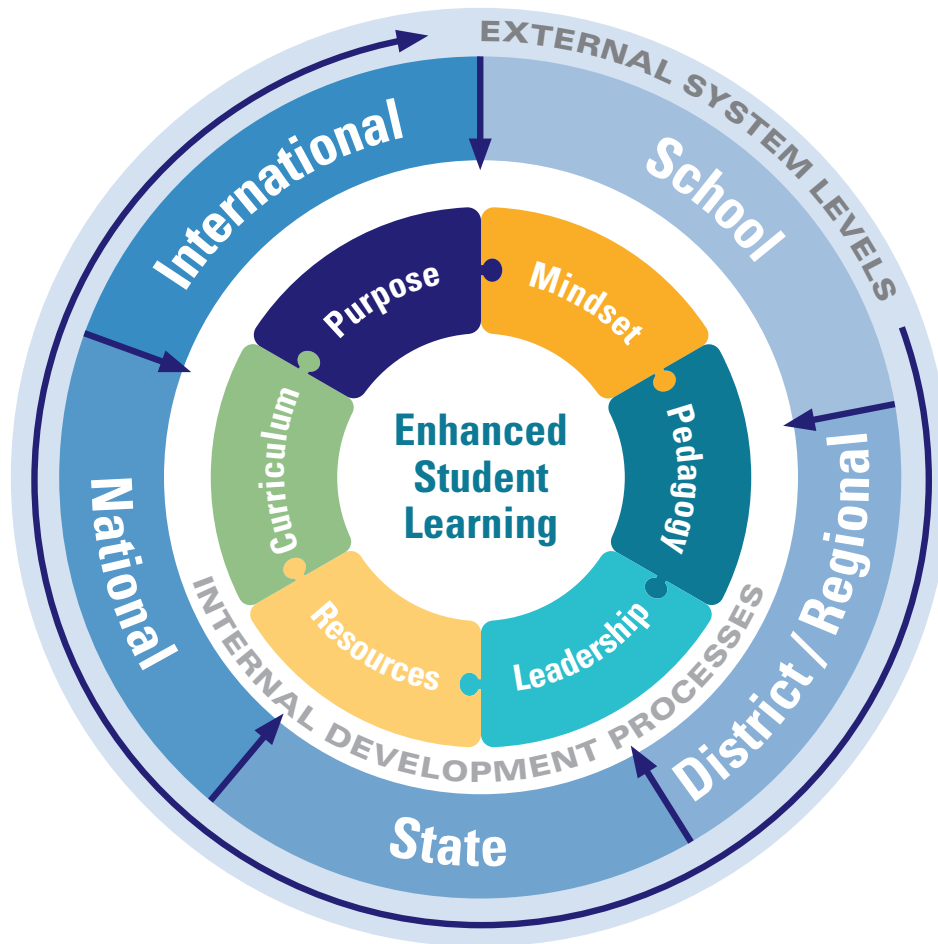 EXTERNAL SYSTEM LEVELS
School
District / Regional
State
National
International
INTERNAL DEVELOPMENT PROCESSES
Mindset
Pedagogy
Leadership
Resources
Curriculum
Purpose
Enhanced
Student
Learning